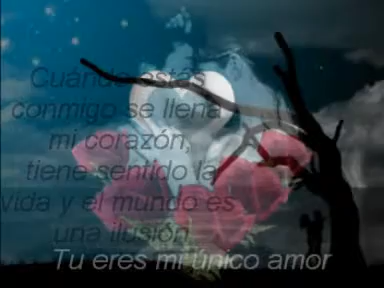 Cuándo estás
conmigo se llena
mi corazón,
tiene sentido la
vida y el mundo es
una ilusión
Tu eres mi único amor